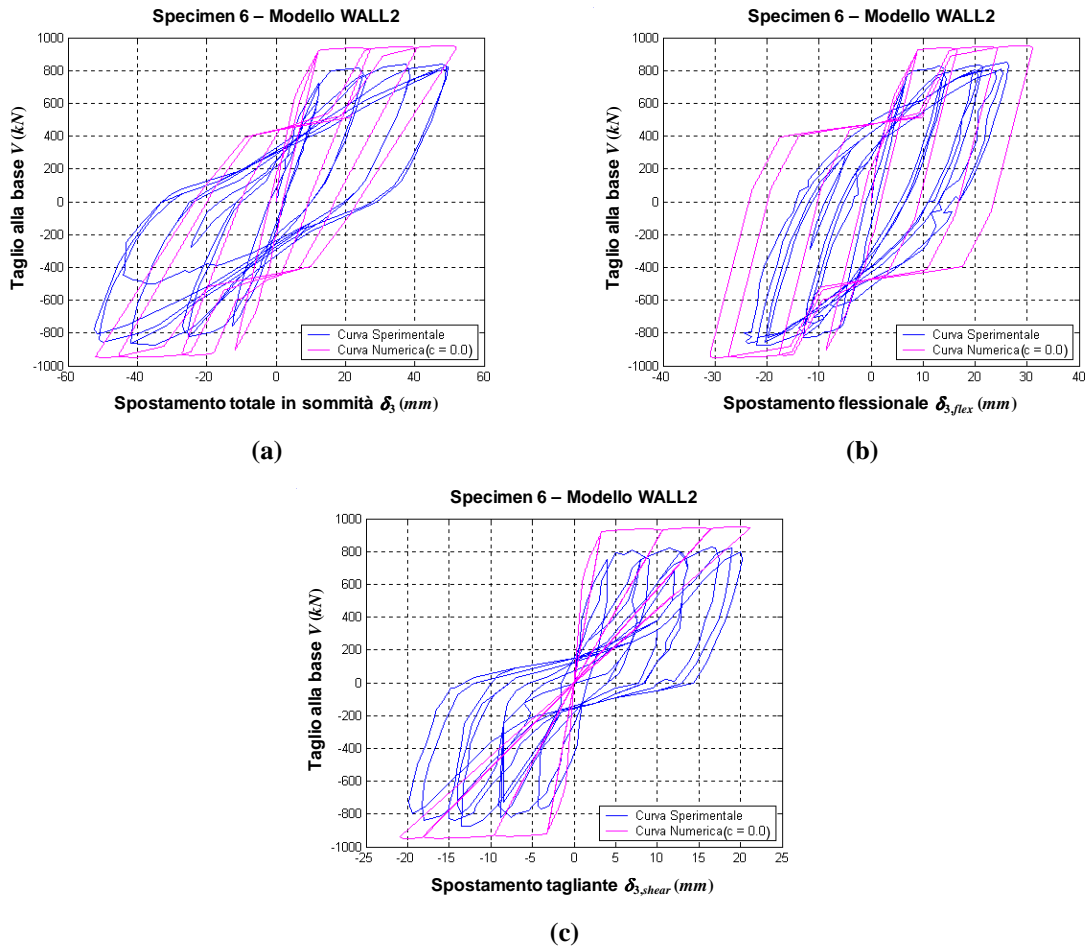 Specimen 6 – Modello WALL2
1000
800
600
400
200
0
-200
-400
-600
-800
-1000
Taglio alla base V (kN)
Curva Sperimentale
Curva Numerica (c = 0.0)
-60 -40 -20 0 20 40 60
Spostamento totale in sommità δ3 (mm)
(a)
Specimen 6 – Modello WALL2
1000
800
600
400
200
0
-200
-400
-600
-800
-1000
Taglio alla base V (kN)
Curva Sperimentale
Curva Numerica (c = 0.0)
-40 -30 -20 -10 0 10 20 30 40
Spostamento flessionale δ3,flex (mm)
(b)
Specimen 6 – Modello WALL2
1000
800
600
400
200
0
-200
-400
-600
-800
-1000
Taglio alla base V (kN)
Curva Sperimentale
Curva Numerica (c = 0.0)
-25 -20 -15 -10 -5 0 5 10 15 20 25
Spostamento tagliante δ3,shear (mm)
(c)